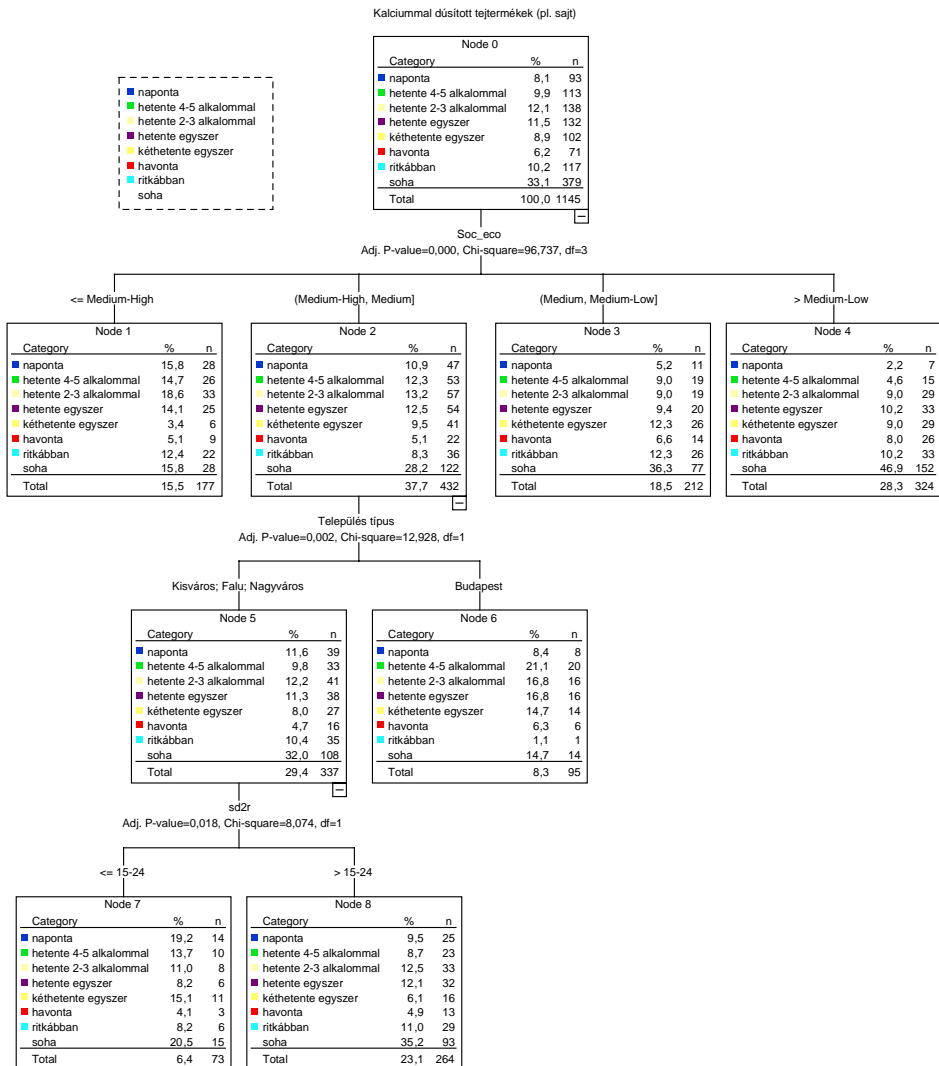 Kalciummal dúsított tejtermékek (pl. sajt)
Node 0
Category % n
naponta 8,1 93
hetente 4-5 alkalommal 9,9 113
hetente 2-3 alkalommal 12,1 138
hetente egyszer 11,5 132
kéthetente egyszer 8,9 102
havonta 6,2 71
ritkábban 10,2 117
soha 33,1 379
Total 100,0 1145
naponta
hetente 4-5 alkalommal
hetente 2-3 alkalommal
hetente egyszer
kéthetente egyszer
havonta
ritkábban
soha
Soc_eco
Adj. P-value=0,000, Chi-square=96,737, df=3
<= Medium-High
Node 1
Category % n
naponta 15,8 28
hetente 4-5 alkalommal 14,7 26
hetente 2-3 alkalommal 18,6 33
hetente egyszer 14,1 25
kéthetente egyszer 3,4 6
havonta 5,1 9
ritkábban 12,4 22
soha 15,8 28
Total 15,5 177
(Medium-High, Medium]
Node 2
Category % n
naponta 10,9 47
hetente 4-5 alkalommal 12,3 53
hetente 2-3 alkalommal 13,2 57
hetente egyszer 12,5 54
kéthetente egyszer 9,5 41
havonta 5,1 22
ritkábban 8,3 36
soha 28,2 122
Total 37,7 432
(Medium, Medium-Low]
Node 3
Category % n
naponta 5,2 11
hetente 4-5 alkalommal 9,0 19
hetente 2-3 alkalommal 9,0 19
hetente egyszer 9,4 20
kéthetente egyszer 12,3 26
havonta 6,6 14
ritkábban 12,3 26
soha 36,3 77
Total 18,5 212
> Medium-Low
Node 4
Category % n
naponta 2,2 7
hetente 4-5 alkalommal 4,6 15
hetente 2-3 alkalommal 9,0 29
hetente egyszer 10,2 33
kéthetente egyszer 9,0 29
havonta 8,0 26
ritkábban 10,2 33
soha 46,9 152
Total 28,3 324
Település típus
Adj. P-value=0,002, Chi-square=12,928, df=1
Kisváros; Falu; Nagyváros
Node 5
Category % n
naponta 11,6 39
hetente 4-5 alkalommal 9,8 33
hetente 2-3 alkalommal 12,2 41
hetente egyszer 11,3 38
kéthetente egyszer 8,0 27
havonta 4,7 16
ritkábban 10,4 35
soha 32,0 108
Total 29,4 337
Budapest
Node 6
Category % n
naponta 8,4 8
hetente 4-5 alkalommal 21,1 20
hetente 2-3 alkalommal 16,8 16
hetente egyszer 16,8 16
kéthetente egyszer 14,7 14
havonta 6,3 6
ritkábban 1,1 1
soha 14,7 14
Total 8,3 95
sd2r
Adj. P-value=0,018, Chi-square=8,074, df=1
<= 15-24
Node 7
Category % n
naponta 19,2 14
hetente 4-5 alkalommal 13,7 10
hetente 2-3 alkalommal 11,0 8
hetente egyszer 8,2 6
kéthetente egyszer 15,1 11
havonta 4,1 3
ritkábban 8,2 6
soha 20,5 15
Total 6,4 73
> 15-24
Node 8
Category % n
naponta 9,5 25
hetente 4-5 alkalommal 8,7 23
hetente 2-3 alkalommal 12,5 33
hetente egyszer 12,1 32
kéthetente egyszer 6,1 16
havonta 4,9 13
ritkábban 11,0 29
soha 35,2 93
Total 23,1 264